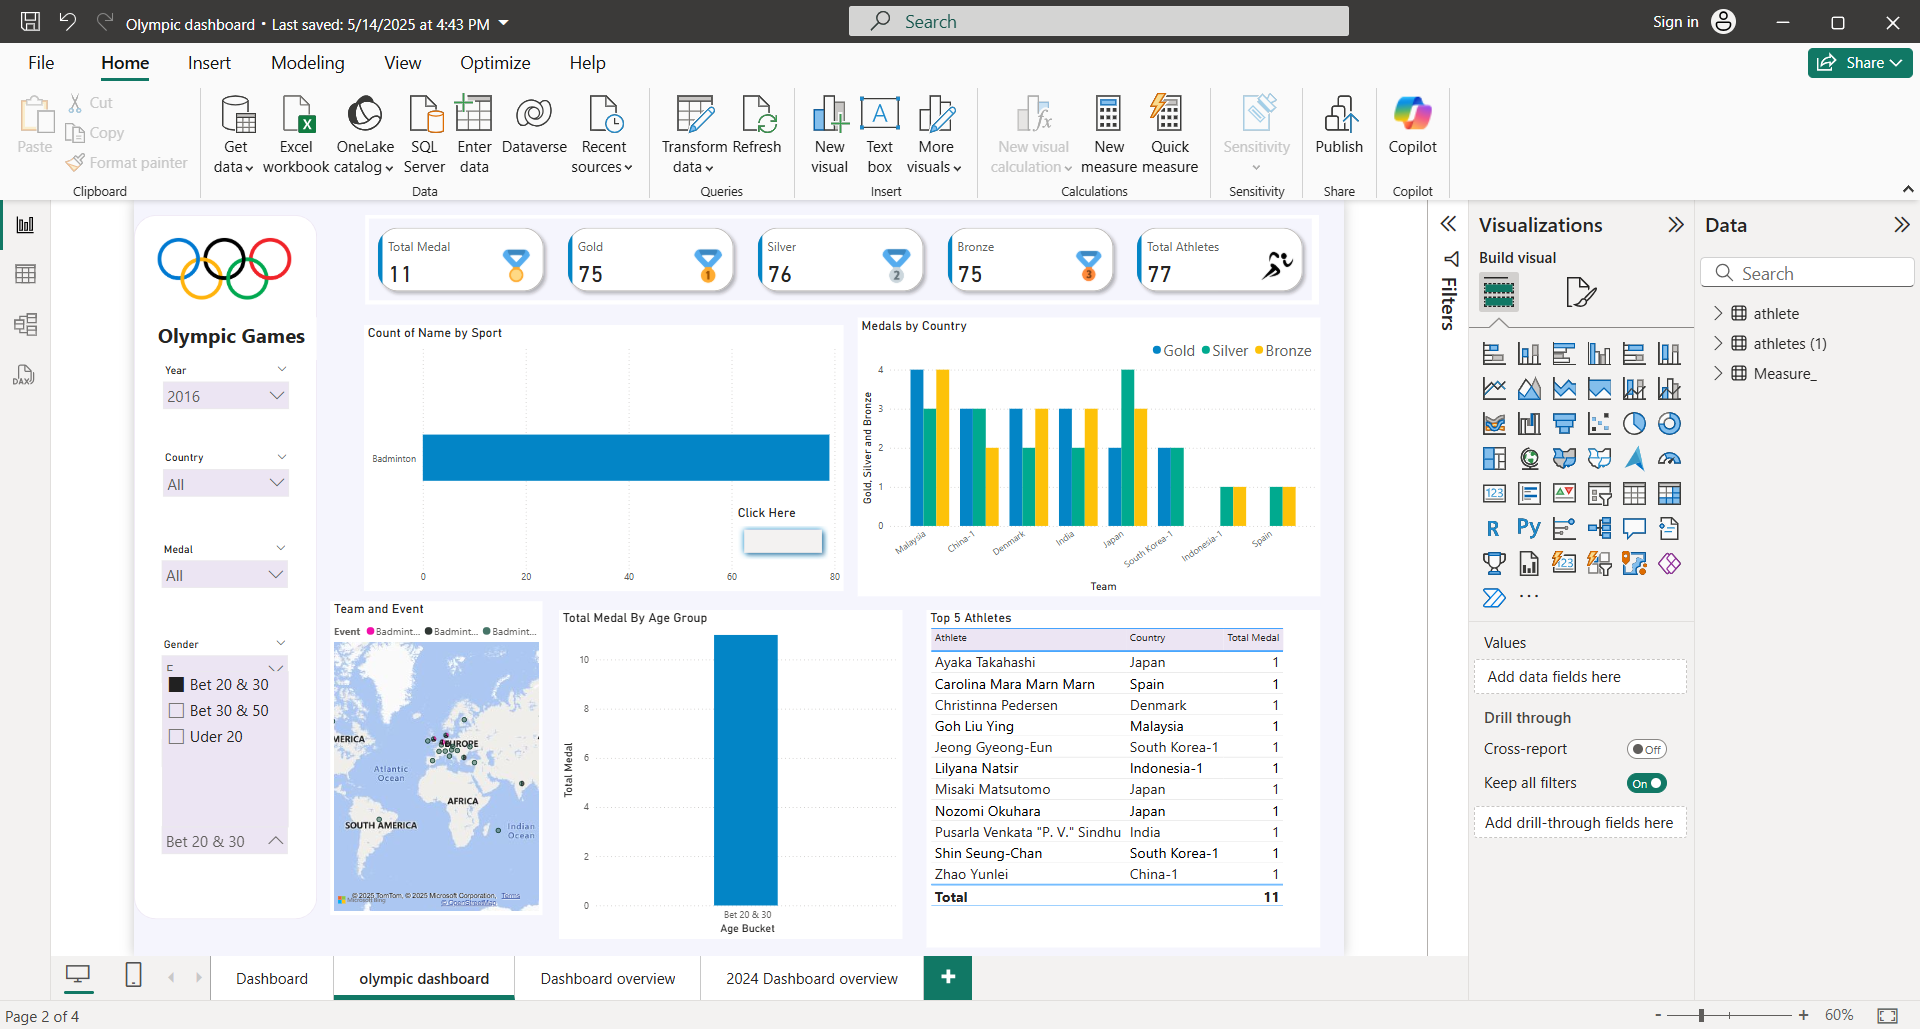 Olympic dashboard • Last saved: 5/14/2025 at 4:43 PM
Search
Sign in
File
Home
Insert
Modeling
View
Optimize
Help
Share
Paste
Cut
Copy
Format painter
Clipboard
Get data
Excel workbook
OneLake catalog
SQL Server
Enter data
Dataverse
Recent sources
Data
Transform data
Refresh
Queries
New visual
Text box
More visuals
Insert
New visual calculation
New measure
Quick measure
Calculations
Sensitivity
Sensitivity
Publish
Share
Copilot
Copilot
Olympic Games
Year
2016
Country
All
Medal
All
Gender
Bet 20 & 30
Bet 30 & 50
Uder 20
Bet 20 & 30
Total Medal
11
Gold
75
1
Silver
76
2
Bronze
75
3
Total Athletes
77
Count of Name by Sport
Badminton
Click Here
0 20 40 60 80
Medals by Country
Gold Silver Bronze
Gold, Silver and Bronze
4
3
2
1
0
Malaysia China-1 Denmark India Japan South Korea-1 Indonesia-1 Spain
Team
Team and Event
Event Badmint... Badmint... Badmint...
MERICA
EUROPE
Atlantic Ocean
AFRICA
SOUTH AMERICA
Indian Ocean
© 2025 TomTom, © 2025 Microsoft Corporation, Terms
© OpenStreetMap
Microsoft Bing
Total Medal By Age Group
Total Medal
10
8
6
4
2
0
Bet 20 & 30
Age Bucket
Top 5 Athletes
Athlete Country Total Medal
Ayaka Takahashi Japan 1
Carolina Mara Marn Marn Spain 1
Christinna Pedersen Denmark 1
Goh Liu Ying Malaysia 1
Jeong Gyeong-Eun South Korea-1 1
Lilyana Natsir Indonesia-1 1
Misaki Matsutomo Japan 1
Nozomi Okuhara Japan 1
Pusarla Venkata "P. V." Sindhu India 1
Shin Seung-Chan South Korea-1 1
Zhao Yunlei China-1 1
Total 11
Filters
Visualizations
Build visual
123
R
Py
123
...
Values
Add data fields here
Drill through
Cross-report
Off
Keep all filters
On
Add drill-through fields here
Data
Search
athlete
athletes (1)
Measure_
DAX
Dashboard
olympic dashboard
Dashboard overview
2024 Dashboard overview
+
Page 2 of 4
- + 60%